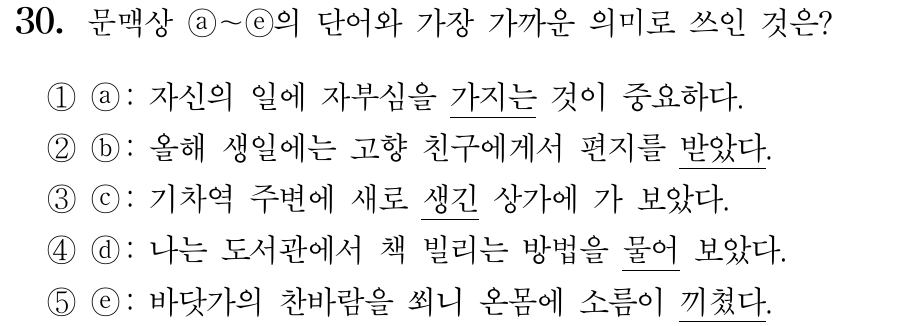 30. 문맥상 ⓐ~ⓔ의 단어와 가장 가까운 의미로 쓰인 것은?
① ⓐ: 자신의 일에 자부심을 가지는 것이 중요하다.
② ⓑ: 올해 생일에는 고향 친구에게서 편지를 받았다.
③ ⓒ: 기차역 주변에 새로 생긴 상가에 가 보았다.
④ ⓓ: 나는 도서관에서 책 빌리는 방법을 물어 보았다.
⑤ ⓔ: 바닷가의 찬바람을 쐬니 온몸에 소름이 끼쳤다.